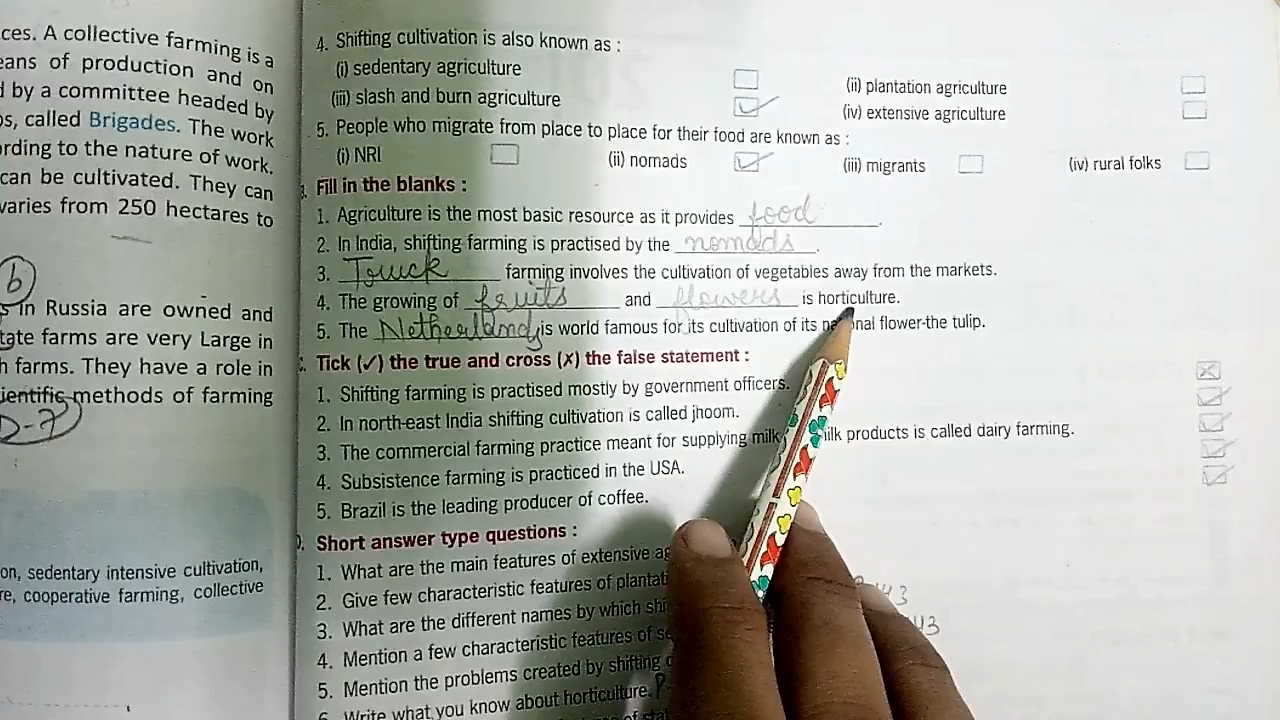 ces. A collective farming is a
eans of production and on
d by a committee headed by
ps, called Brigades. The work
ording to the nature of work.
can be cultivated. They can
varies from 250 hectares to
b
s in Russia are owned and
tate farms are very Large in
h farms. They have a role in
ientific methods of farming
D-7
on, sedentary intensive cultivation,
re, cooperative farming, collective
4. Shifting cultivation is also known as :
(i) sedentary agriculture (ii) plantation agriculture
(iii) slash and burn agriculture ✓ (iv) extensive agriculture
5. People who migrate from place to place for their food are known as :
(i) NRI (ii) nomads ✓ (iii) migrants (iv) rural folks
Fill in the blanks :
1. Agriculture is the most basic resource as it provides food.
2. In India, shifting farming is practised by the nomads.
3. Truck farming involves the cultivation of vegetables away from the markets.
4. The growing of fruits and flowers is horticulture.
5. The Netherlands is world famous for its cultivation of its nal flower-the tulip.
Tick (✓) the true and cross (x) the false statement :
1. Shifting farming is practised mostly by government officers. x
2. In north-east India shifting cultivation is called jhoom. ✓
3. The commercial farming practice meant for supplying milk ilk products is called dairy farming. ✓
4. Subsistence farming is practiced in the USA. ✓
5. Brazil is the leading producer of coffee. ✓
Short answer type questions :
1. What are the main features of extensive ag
2. Give few characteristic features of plantat
3. What are the different names by which shi
4. Mention a few characteristic features of se
5. Mention the problems created by shifting c
6. Write what you know about horticulture.